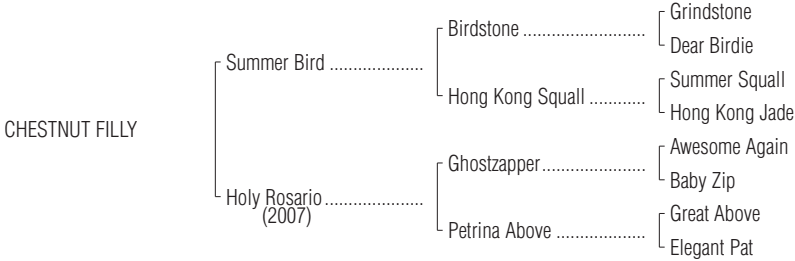 Grindstone
Birdstone ..........................
Dear Birdie
Summer Bird ....................
Summer Squall
Hong Kong Squall ............
Hong Kong Jade
CHESTNUT FILLY
Awesome Again
Ghostzapper......................
Baby Zip
Holy Rosario .....................
(2007)
Great Above
Petrina Above ...................
Elegant Pat